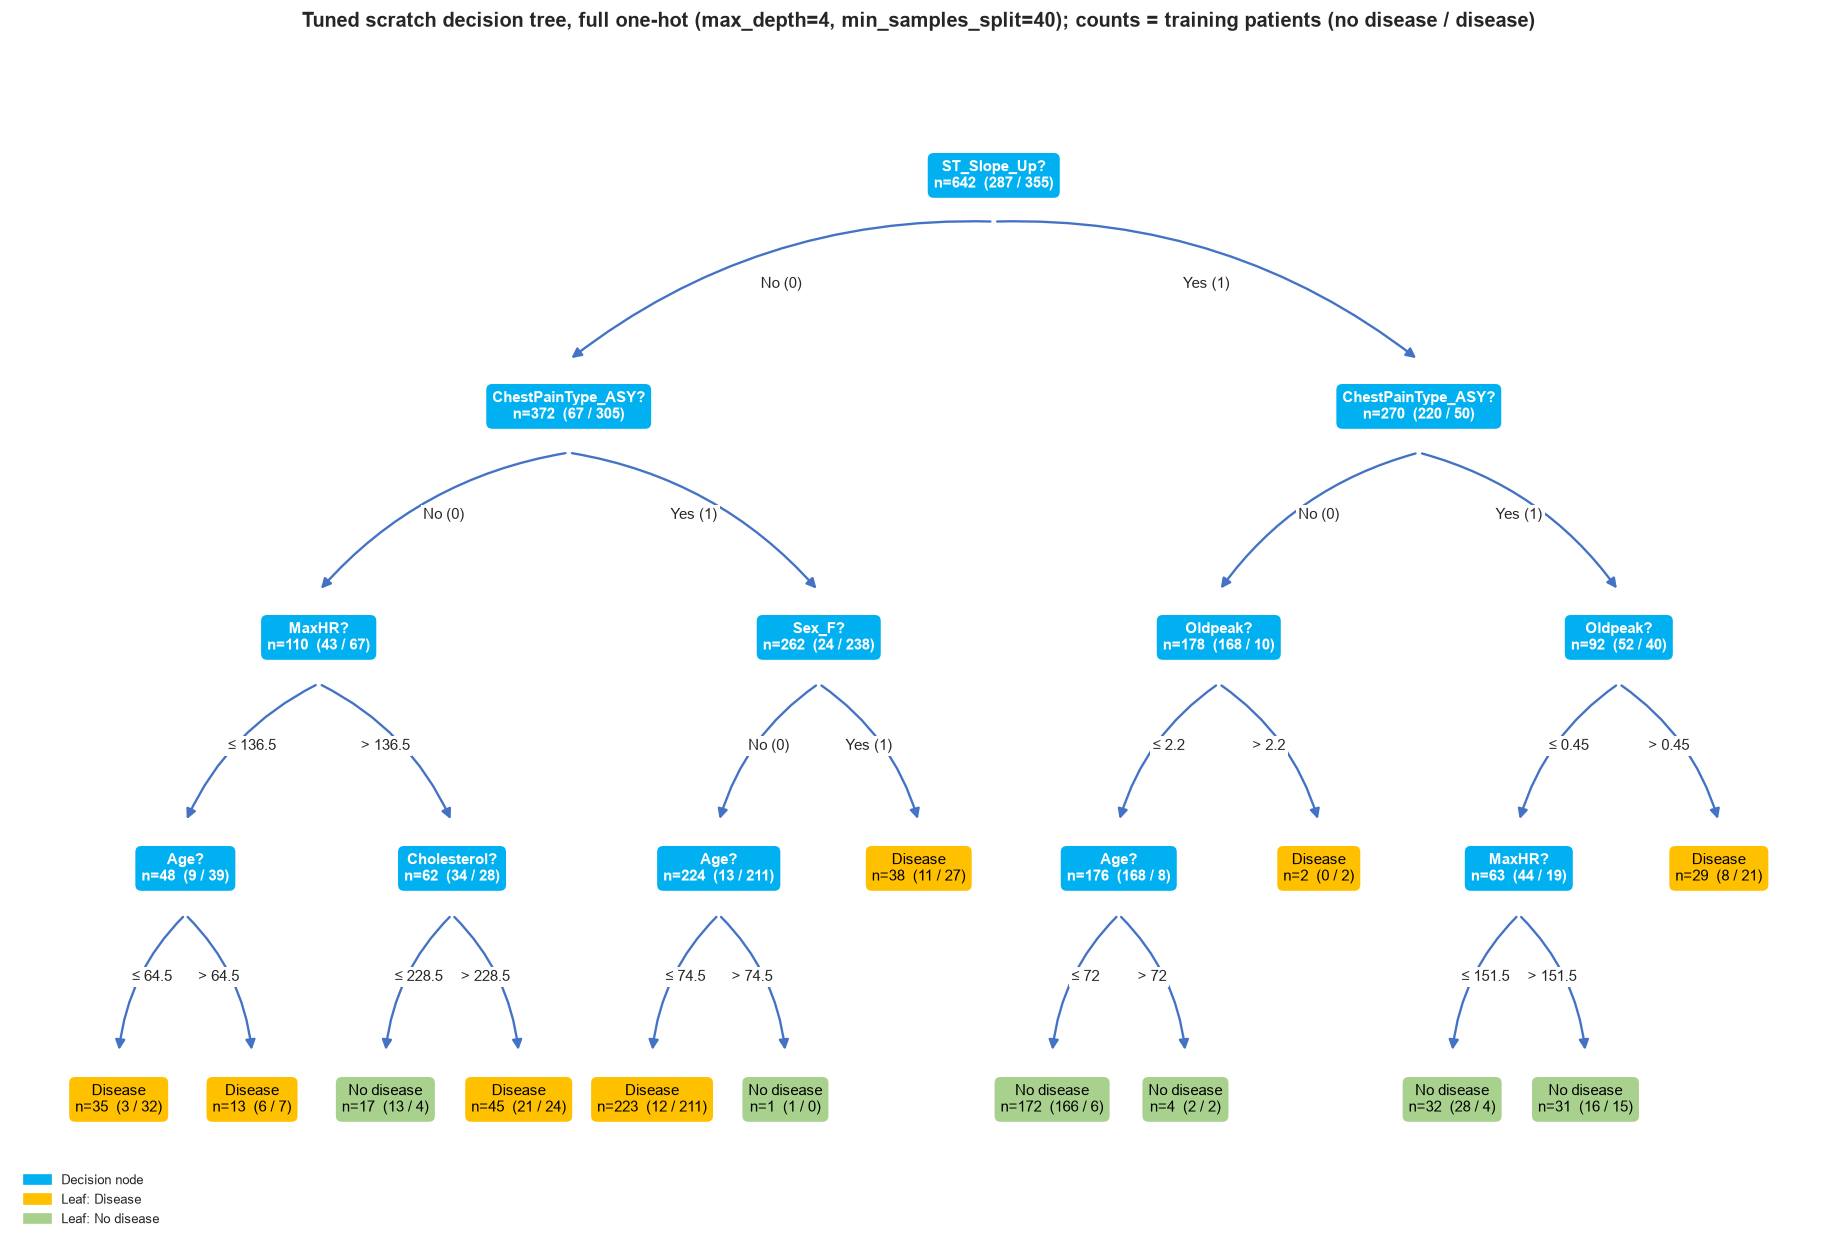 Tuned scratch decision tree, full one-hot (max_depth=4, min_samples_split=40); counts = training patients (no disease / disease)
ST_Slope_Up?
n=642 (287 / 355)
No (0)
Yes (1)
ChestPainType_ASY?
n=372 (67 / 305)
ChestPainType_ASY?
n=270 (220 / 50)
No (0)
Yes (1)
No (0)
Yes (1)
MaxHR?
n=110 (43 / 67)
Sex_F?
n=262 (24 / 238)
Oldpeak?
n=178 (168 / 10)
Oldpeak?
n=92 (52 / 40)
≤ 136.5
> 136.5
No (0)
Yes (1)
≤ 2.2
> 2.2
≤ 0.45
> 0.45
Age?
n=48 (9 / 39)
Cholesterol?
n=62 (34 / 28)
Age?
n=224 (13 / 211)
Disease
n=38 (11 / 27)
Age?
n=176 (168 / 8)
Disease
n=2 (0 / 2)
MaxHR?
n=63 (44 / 19)
Disease
n=29 (8 / 21)
≤ 64.5
> 64.5
≤ 228.5
> 228.5
≤ 74.5
> 74.5
≤ 72
> 72
≤ 151.5
> 151.5
Disease
n=35 (3 / 32)
Disease
n=13 (6 / 7)
No disease
n=17 (13 / 4)
Disease
n=45 (21 / 24)
Disease
n=223 (12 / 211)
No disease
n=1 (1 / 0)
No disease
n=172 (166 / 6)
No disease
n=4 (2 / 2)
No disease
n=32 (28 / 4)
No disease
n=31 (16 / 15)
Decision node
Leaf: Disease
Leaf: No disease